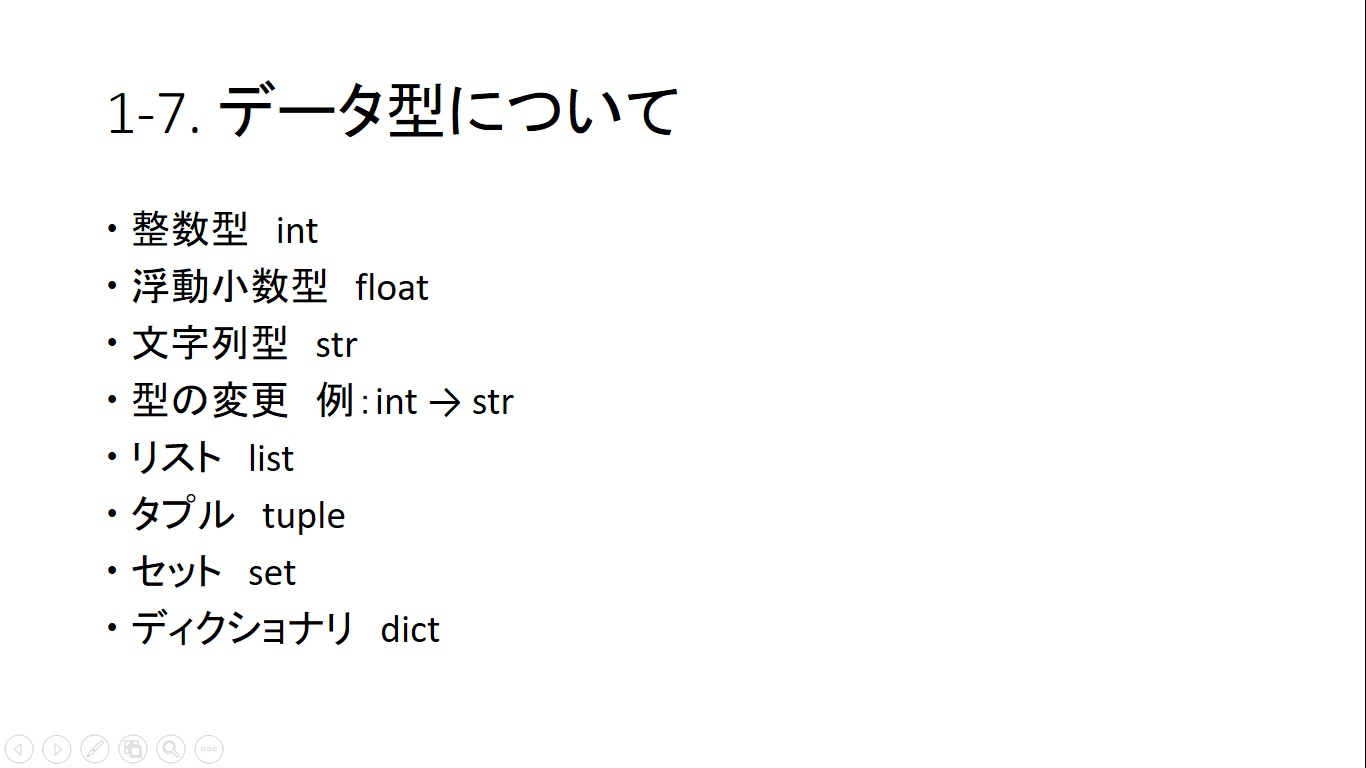 1-7. データ型について
・整数型　int
・浮動小数型　float
・文字列型　str
・型の変更　例：int → str
・リスト　list
・タプル　tuple
・セット　set
・ディクショナリ　dict